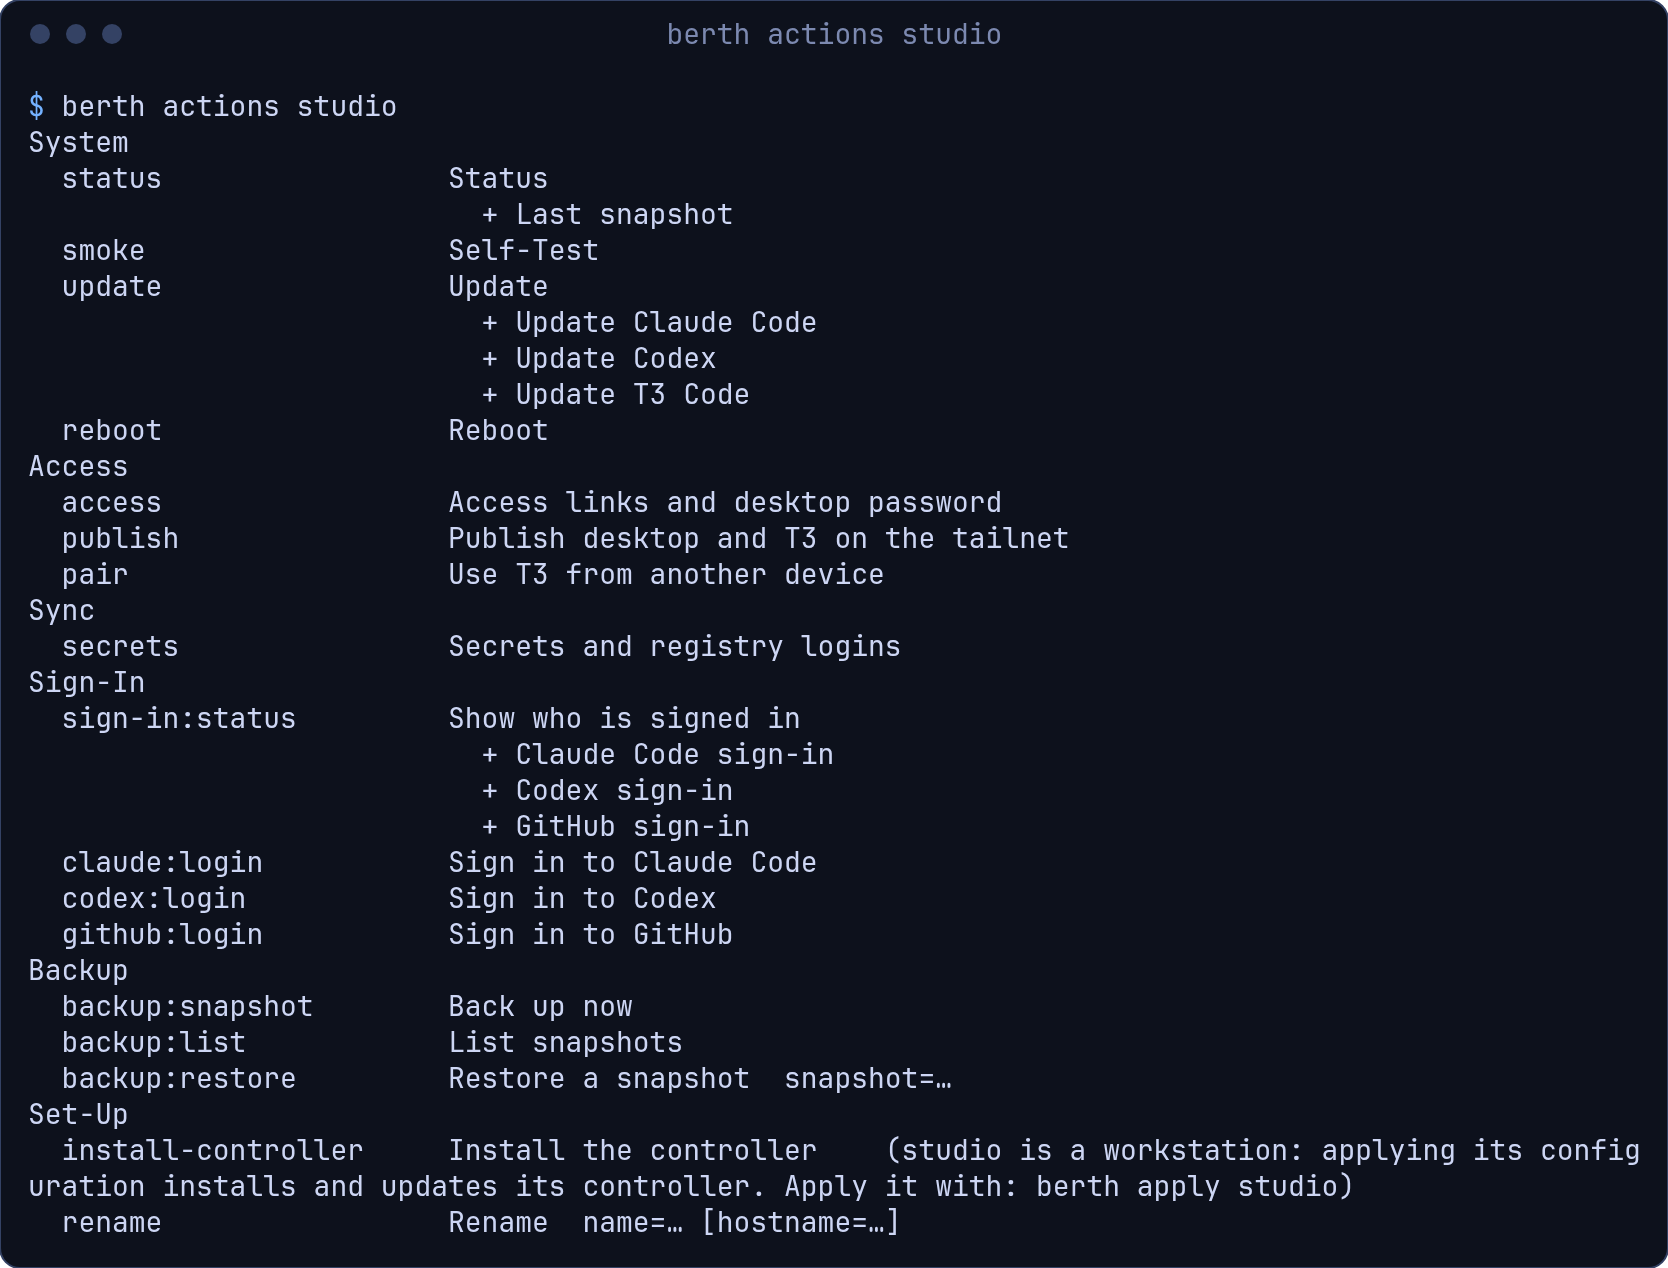 berth actions studio
$ berth actions studio
System
  status                 Status
                           + Last snapshot
  smoke                  Self-Test
  update                 Update
                           + Update Claude Code
                           + Update Codex
                           + Update T3 Code
  reboot                 Reboot
Access
  access                 Access links and desktop password
  publish                Publish desktop and T3 on the tailnet
  pair                   Use T3 from another device
Sync
  secrets                Secrets and registry logins
Sign-In
  sign-in:status         Show who is signed in
                           + Claude Code sign-in
                           + Codex sign-in
                           + GitHub sign-in
  claude:login           Sign in to Claude Code
  codex:login            Sign in to Codex
  github:login           Sign in to GitHub
Backup
  backup:snapshot        Back up now
  backup:list            List snapshots
  backup:restore         Restore a snapshot  snapshot=…
Set-Up
  install-controller     Install the controller    (studio is a workstation: applying its config
uration installs and updates its controller. Apply it with: berth apply studio)
  rename                 Rename  name=… [hostname=…]